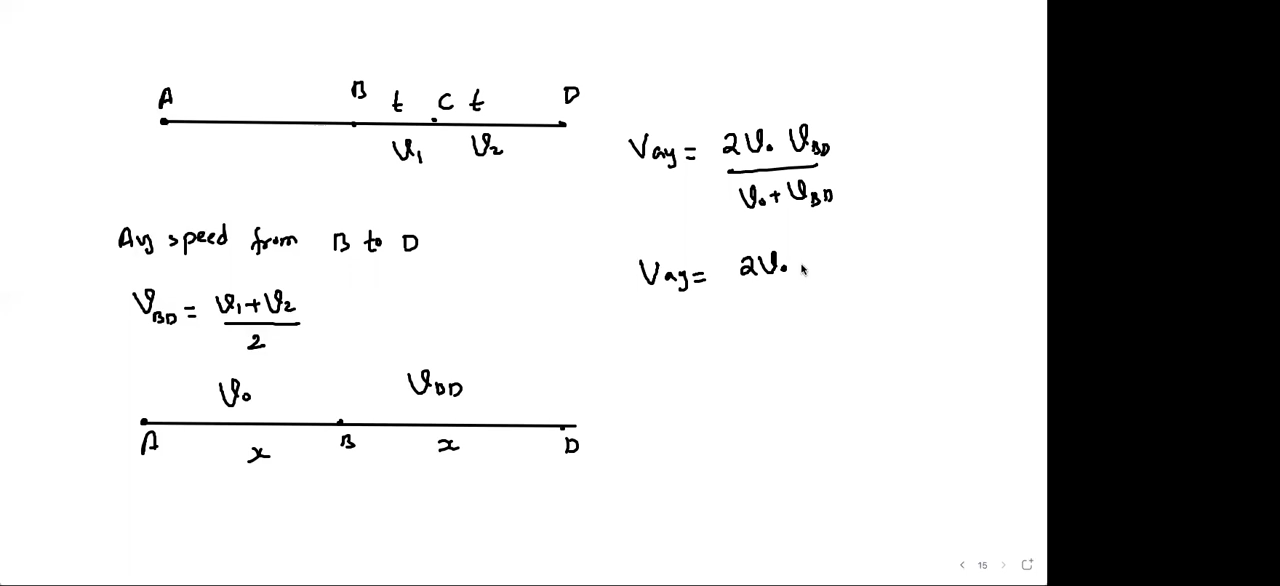 A B t C t D
v₁ v₂
Avg speed from B to D
V_BD = v₁+v₂
2
v₀ v_BD
A x B x D
Vav = 2v₀ v_BD
v₀ + v_BD
Vav = 2v₀
15